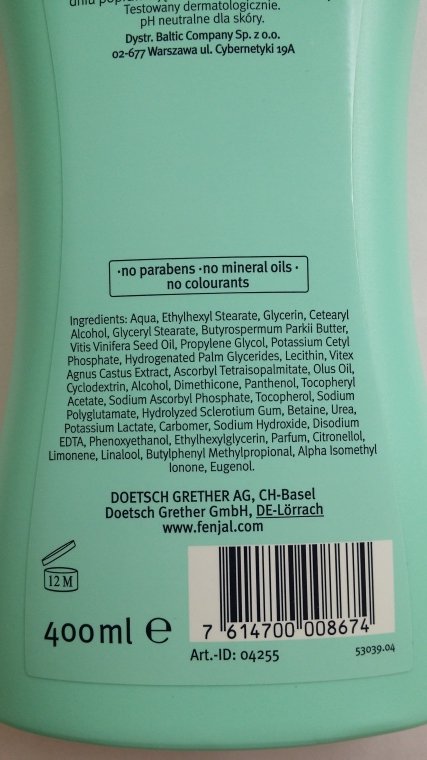 Testowany dermatologicznie.
pH neutralne dla skóry.
Dystr. Baltic Company Sp. z o.o.
02-677 Warszawa ul. Cybernetyki 19A
·no parabens ·no mineral oils ·
no colourants
Ingredients: Aqua, Ethylhexyl Stearate, Glycerin, Cetearyl
Alcohol, Glyceryl Stearate, Butyrospermum Parkii Butter,
Vitis Vinifera Seed Oil, Propylene Glycol, Potassium Cetyl
Phosphate, Hydrogenated Palm Glycerides, Lecithin, Vitex
Agnus Castus Extract, Ascorbyl Tetraisopalmitate, Olus Oil,
Cyclodextrin, Alcohol, Dimethicone, Panthenol, Tocopheryl
Acetate, Sodium Ascorbyl Phosphate, Tocopherol, Sodium
Polyglutamate, Hydrolyzed Sclerotium Gum, Betaine, Urea,
Potassium Lactate, Carbomer, Sodium Hydroxide, Disodium
EDTA, Phenoxyethanol, Ethylhexylglycerin, Parfum, Citronellol,
Limonene, Linalool, Butylphenyl Methylpropional, Alpha Isomethyl
Ionone, Eugenol.
DOETSCH GRETHER AG, CH-Basel
Doetsch Grether GmbH, DE-Lörrach
www.fenjal.com
12 M
400ml e
7 614700 008674
Art.-ID: 04255
53039.04